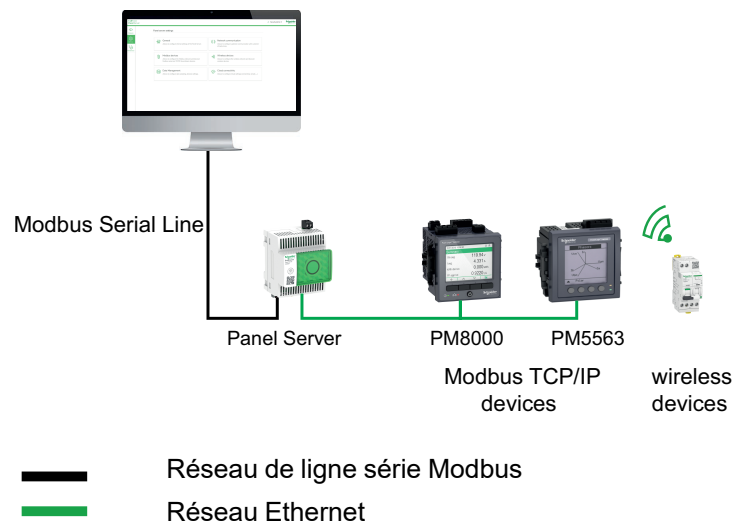 Modbus Serial Line
Panel Server
PM8000
PM5563
Modbus TCP/IP
devices
wireless
devices
Réseau de ligne série Modbus
Réseau Ethernet